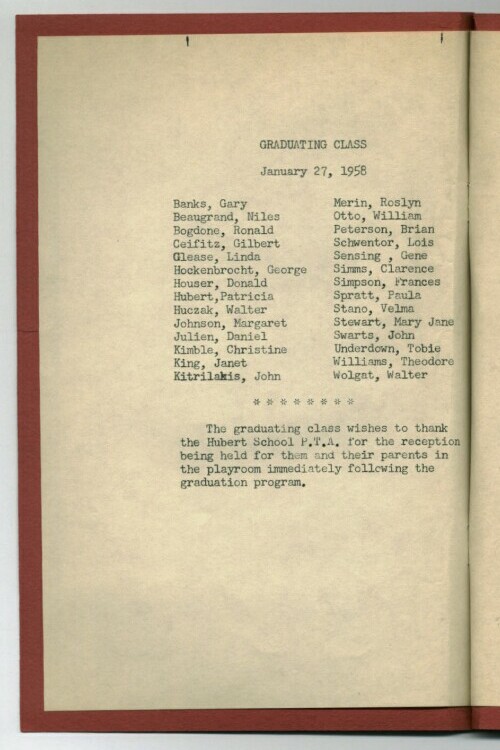 GRADUATING CLASS
January 27, 1958
Banks, Gary
Beaugrand, Niles
Bogdone, Ronald
Ceifitz, Gilbert
Glease, Linda
Hockenbrocht, George
Houser, Donald
Hubert,Patricia
Huczak, Walter
Johnson, Margaret
Julien, Daniel
Kimble, Christine
King, Janet
Kitrilakis, John
Merin, Roslyn
Otto, William
Peterson, Brian
Schwentor, Lois
Sensing , Gene
Simms, Clarence
Simpson, Frances
Spratt, Paula
Stano, Velma
Stewart, Mary Jane
Swarts, John
Underdown, Tobie
Williams, Theodore
Wolgat, Walter
* * * * * * * *
The graduating class wishes to thank
the Hubert School P.T.A. for the reception
being held for them and their parents in
the playroom immediately following the
graduation program.